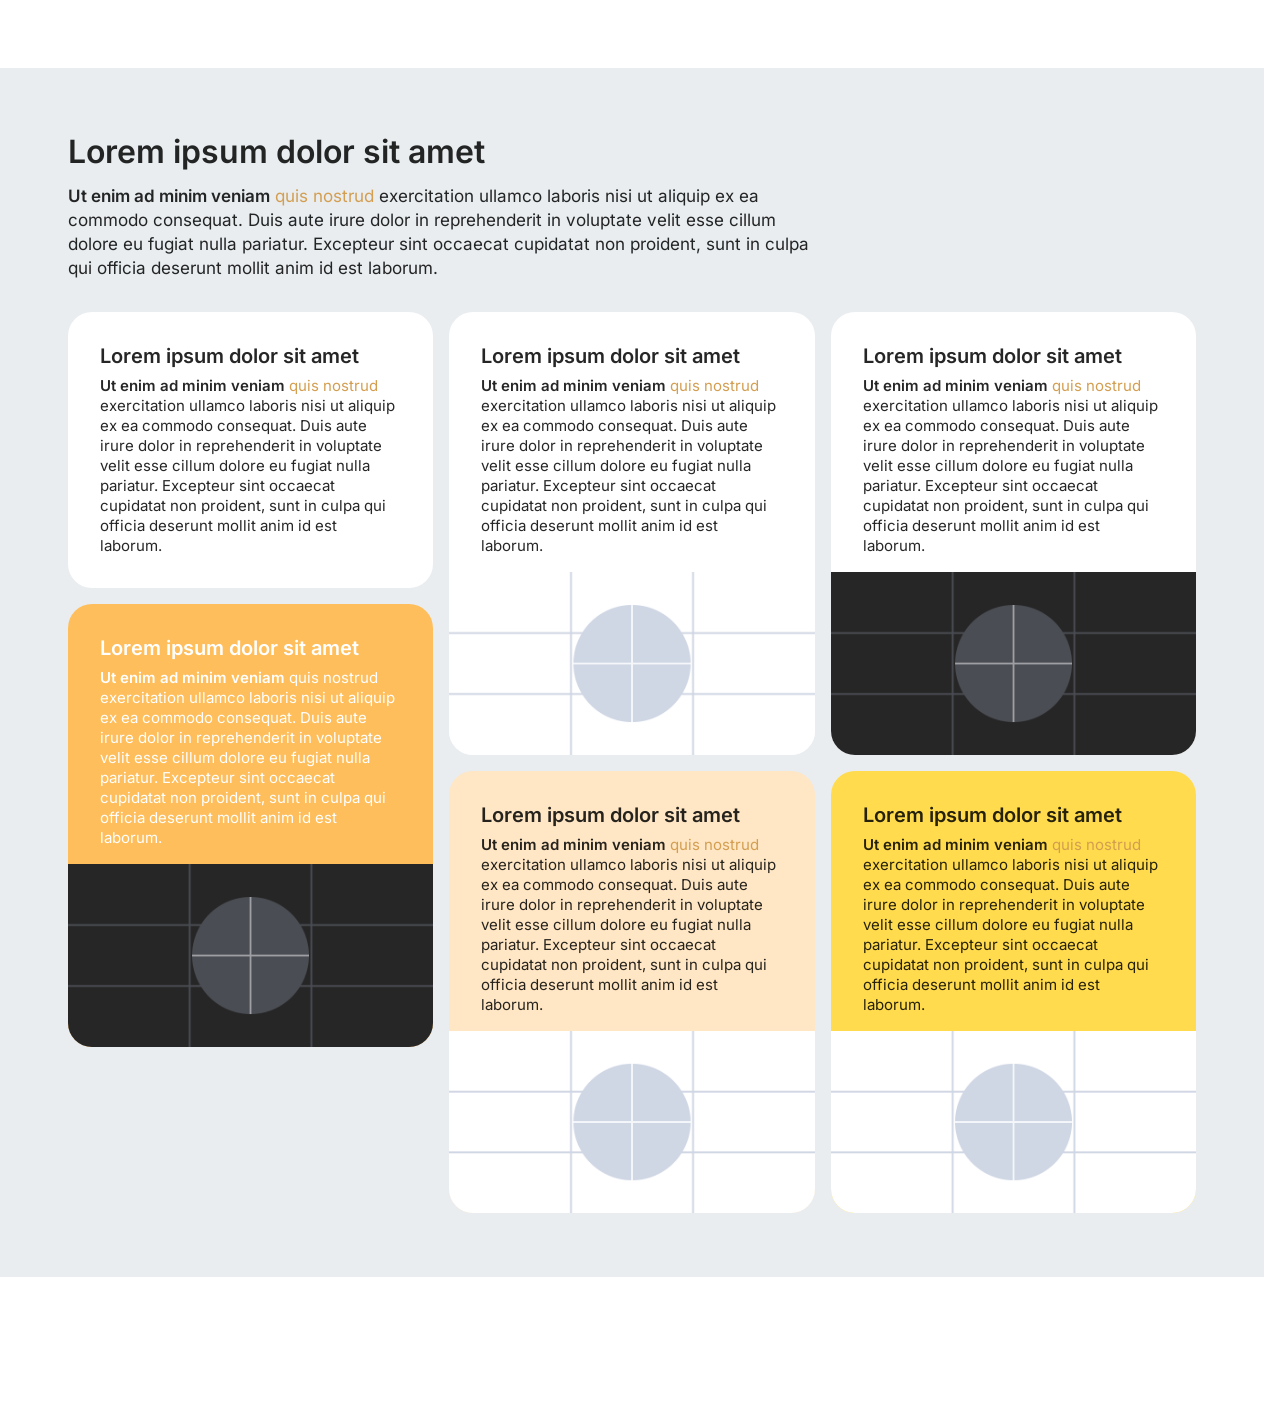 Lorem ipsum dolor sit amet
Ut enim ad minim veniam quis nostrud exercitation ullamco laboris nisi ut aliquip ex ea
commodo consequat. Duis aute irure dolor in reprehenderit in voluptate velit esse cillum
dolore eu fugiat nulla pariatur. Excepteur sint occaecat cupidatat non proident, sunt in culpa
qui officia deserunt mollit anim id est laborum.
Lorem ipsum dolor sit amet
Ut enim ad minim veniam quis nostrud
exercitation ullamco laboris nisi ut aliquip
ex ea commodo consequat. Duis aute
irure dolor in reprehenderit in voluptate
velit esse cillum dolore eu fugiat nulla
pariatur. Excepteur sint occaecat
cupidatat non proident, sunt in culpa qui
officia deserunt mollit anim id est
laborum.
Lorem ipsum dolor sit amet
Ut enim ad minim veniam quis nostrud
exercitation ullamco laboris nisi ut aliquip
ex ea commodo consequat. Duis aute
irure dolor in reprehenderit in voluptate
velit esse cillum dolore eu fugiat nulla
pariatur. Excepteur sint occaecat
cupidatat non proident, sunt in culpa qui
officia deserunt mollit anim id est
laborum.
Lorem ipsum dolor sit amet
Ut enim ad minim veniam quis nostrud
exercitation ullamco laboris nisi ut aliquip
ex ea commodo consequat. Duis aute
irure dolor in reprehenderit in voluptate
velit esse cillum dolore eu fugiat nulla
pariatur. Excepteur sint occaecat
cupidatat non proident, sunt in culpa qui
officia deserunt mollit anim id est
laborum.
Lorem ipsum dolor sit amet
Ut enim ad minim veniam quis nostrud
exercitation ullamco laboris nisi ut aliquip
ex ea commodo consequat. Duis aute
irure dolor in reprehenderit in voluptate
velit esse cillum dolore eu fugiat nulla
pariatur. Excepteur sint occaecat
cupidatat non proident, sunt in culpa qui
officia deserunt mollit anim id est
laborum.
Lorem ipsum dolor sit amet
Ut enim ad minim veniam quis nostrud
exercitation ullamco laboris nisi ut aliquip
ex ea commodo consequat. Duis aute
irure dolor in reprehenderit in voluptate
velit esse cillum dolore eu fugiat nulla
pariatur. Excepteur sint occaecat
cupidatat non proident, sunt in culpa qui
officia deserunt mollit anim id est
laborum.
Lorem ipsum dolor sit amet
Ut enim ad minim veniam quis nostrud
exercitation ullamco laboris nisi ut aliquip
ex ea commodo consequat. Duis aute
irure dolor in reprehenderit in voluptate
velit esse cillum dolore eu fugiat nulla
pariatur. Excepteur sint occaecat
cupidatat non proident, sunt in culpa qui
officia deserunt mollit anim id est
laborum.